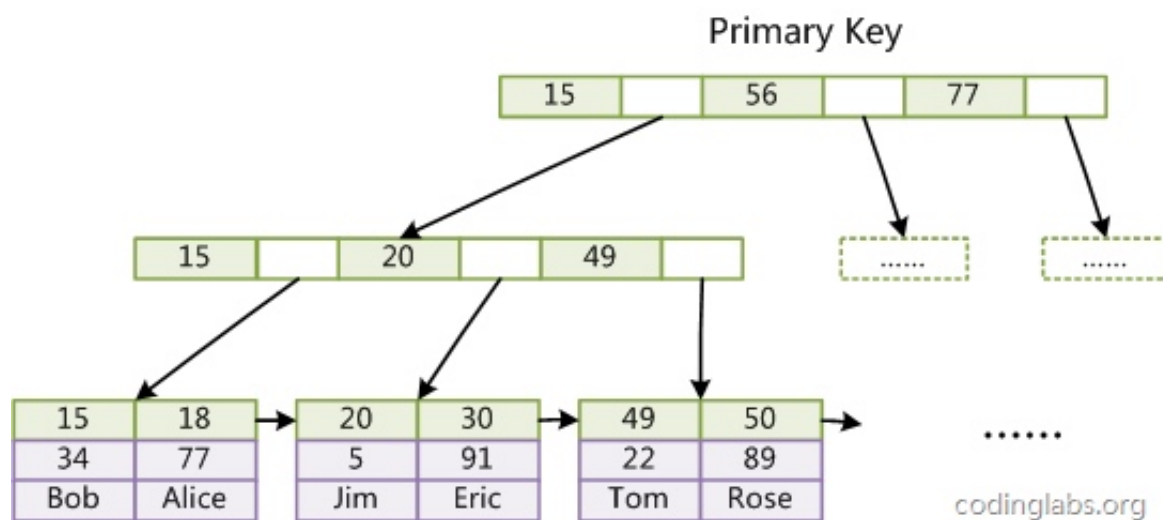 Primary Key
15 56 77
15 20 49
...... ......
15 18 20 30 49 50
34 77 5 91 22 89
Bob Alice Jim Eric Tom Rose
......
codinglabs.org